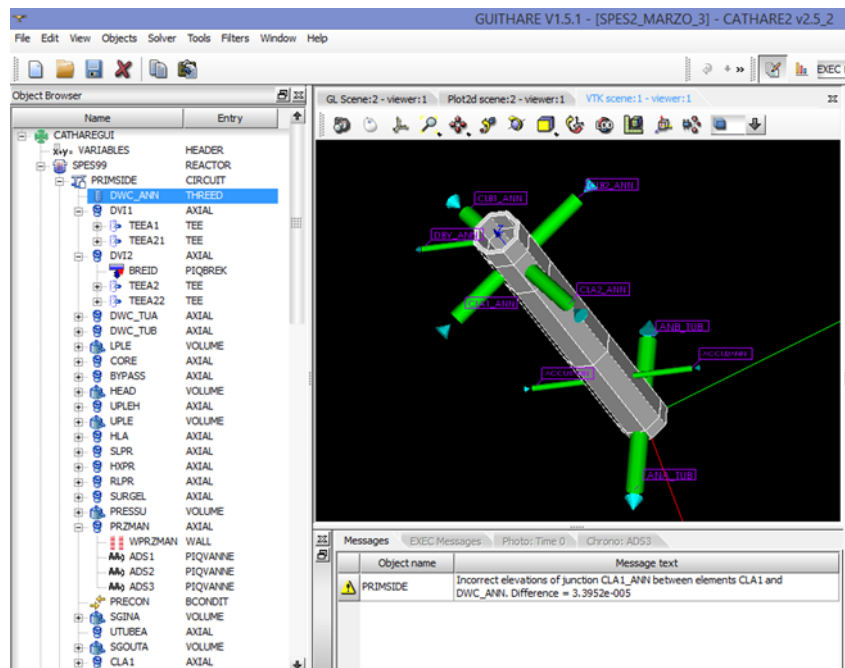 GUITHARE V1.5.1 - [SPES2_MARZO_3] - CATHARE2 v2.5_2
File Edit View Objects Solver Tools Filters Window Help
EXEC
Object Browser
GL Scene:2 - viewer:1 Plot2d scene:2 - viewer:1 VTK scene:1 - viewer:1
Name Entry
CATHAREGUI
x+y= VARIABLES HEADER
SPES99 REACTOR
PRIMSIDE CIRCUIT
DWC_ANN THREED
DVI1 AXIAL
TEEA1 TEE
TEEA21 TEE
DVI2 AXIAL
BREID PIQBREK
TEEA2 TEE
TEEA22 TEE
DWC_TUA AXIAL
DWC_TUB AXIAL
LPLE VOLUME
CORE AXIAL
BYPASS AXIAL
HEAD VOLUME
UPLEH AXIAL
UPLE VOLUME
HLA AXIAL
SLPR AXIAL
HXPR AXIAL
RLPR AXIAL
SURGEL AXIAL
PRESSU VOLUME
PRZMAN AXIAL
WPRZMAN WALL
ADS1 PIQVANNE
ADS2 PIQVANNE
ADS3 PIQVANNE
PRECON BCONDIT
SGINA VOLUME
UTUBEA AXIAL
SGOUTA VOLUME
CLA1 AXIAL
CLB1_ANN
CLB2_ANN
CLA2_ANN
CLA1_ANN
ANB_TUB
ANA_TUB
Messages EXEC Messages Photo: Time 0 Chrono: ADS3
Object name Message text
PRIMSIDE
Incorrect elevations of junction CLA1_ANN between elements CLA1 and
DWC_ANN. Difference = 3.3952e-005